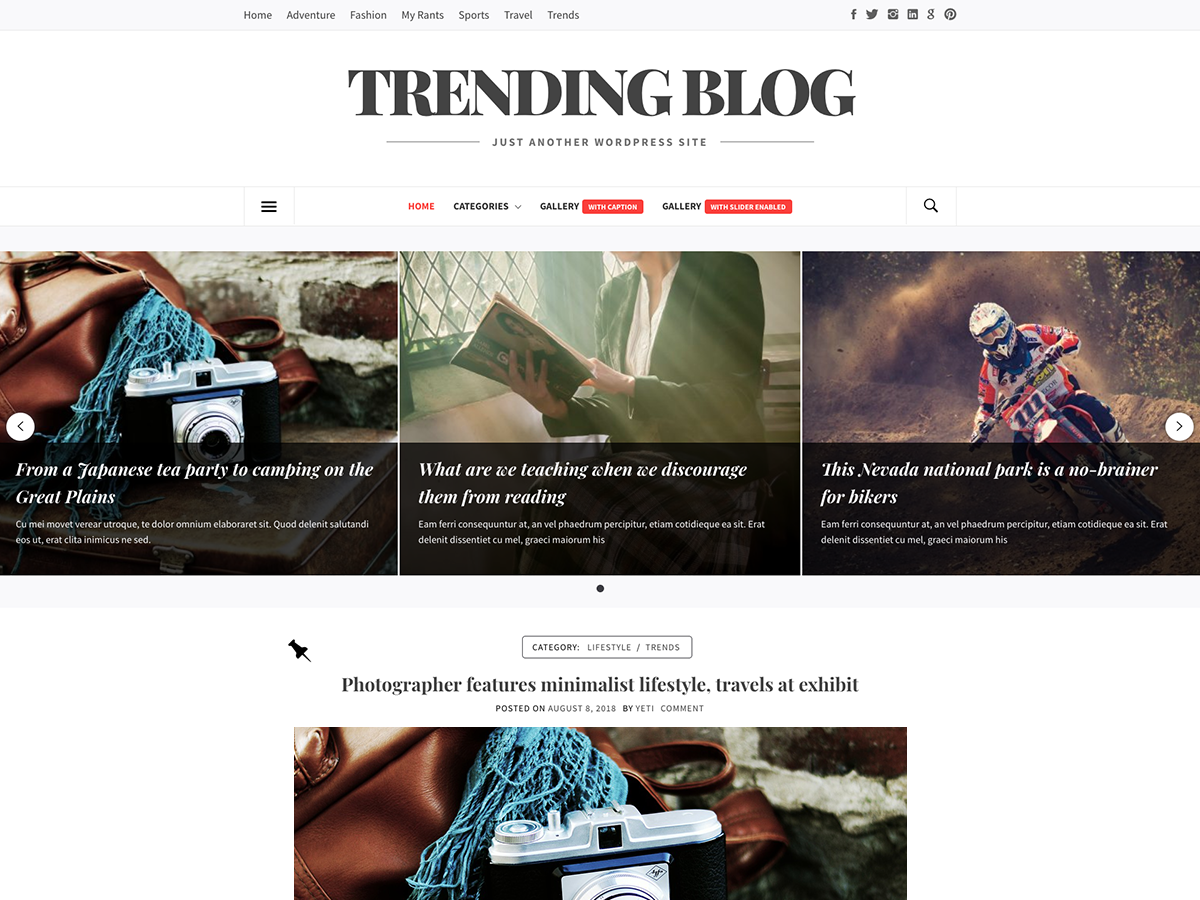 Home Adventure Fashion My Rants Sports Travel Trends
TRENDING BLOG
JUST ANOTHER WORDPRESS SITE
HOME CATEGORIES GALLERY WITH CAPTION GALLERY WITH SLIDER ENABLED
From a Japanese tea party to camping on the
Great Plains
Cu mei movet verear utroque, te dolor omnium elaboraret sit. Quod delenit salutandi
eos ut, erat clita inimicus ne sed.
What are we teaching when we discourage
them from reading
Eam ferri consequuntur at, an vel phaedrum percipitur, etiam cotidieque ea sit. Erat
delenit dissentiet cu mel, graeci maiorum his
This Nevada national park is a no-brainer
for bikers
Eam ferri consequuntur at, an vel phaedrum percipitur, etiam cotidieque ea sit. Erat
delenit dissentiet cu mel, graeci maiorum his
CATEGORY: LIFESTYLE / TRENDS
Photographer features minimalist lifestyle, travels at exhibit
POSTED ON AUGUST 8, 2018 BY YETI COMMENT